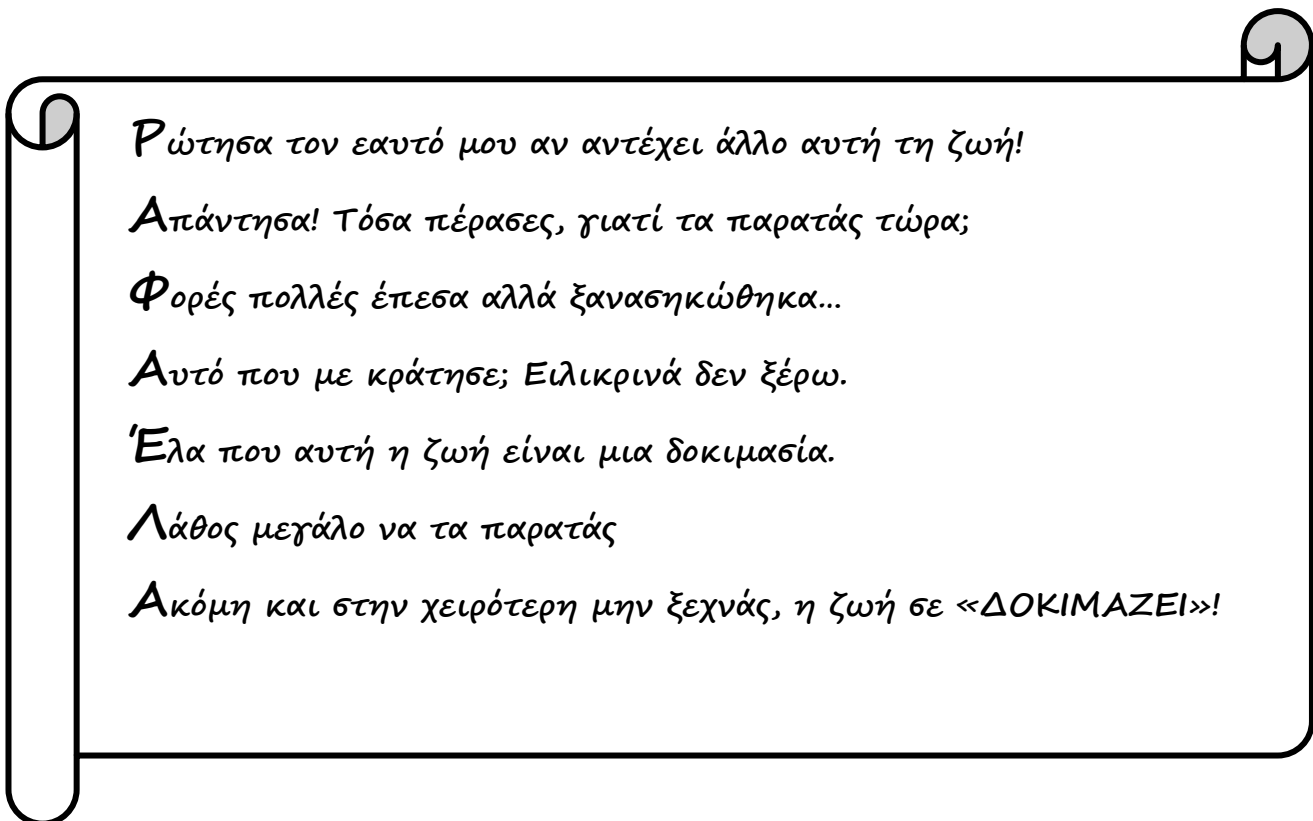 Ρώτησα τον εαυτό μου αν αντέχει άλλο αυτή τη ζωή!
Απάντησα! Τόσα πέρασες, γιατί τα παρατάς τώρα;
Φορές πολλές έπεσα αλλά ξανασηκώθηκα...
Αυτό που με κράτησε; Ειλικρινά δεν ξέρω.
Έλα που αυτή η ζωή είναι μια δοκιμασία.
Λάθος μεγάλο να τα παρατάς
Ακόμη και στην χειρότερη μην ξεχνάς, η ζωή σε «ΔΟΚΙΜΑΖΕΙ»!